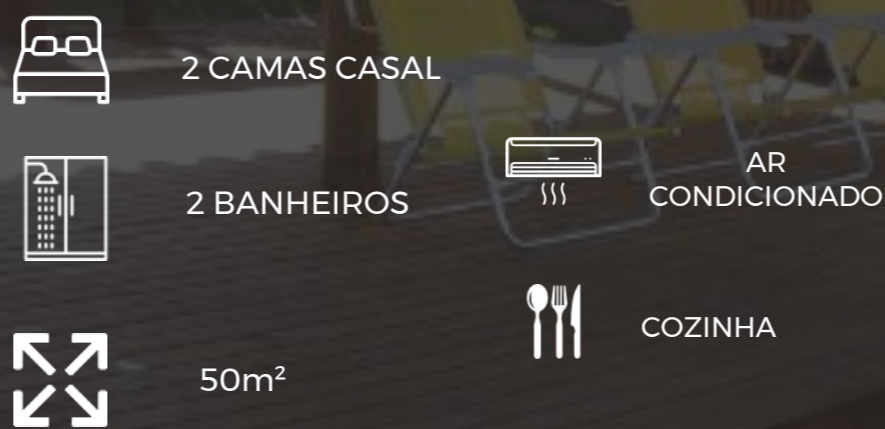 2 CAMAS CASAL
2 BANHEIROS
50m²
AR
CONDICIONADO
COZINHA